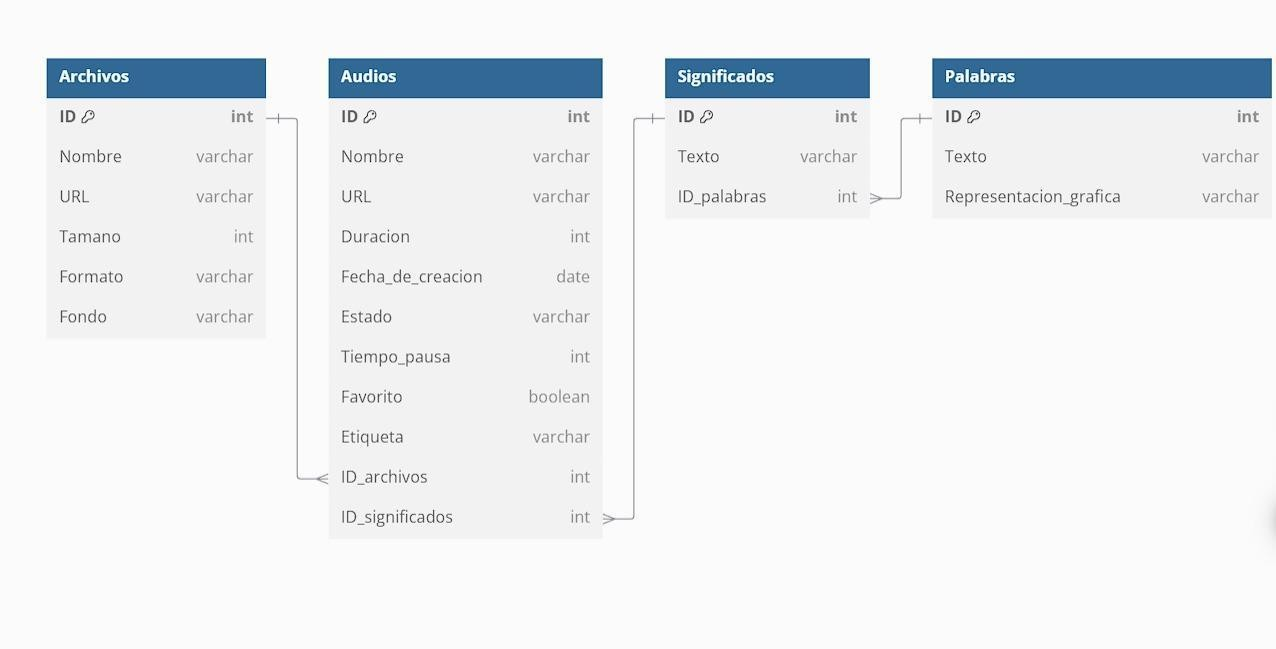 Archivos
ID int
Nombre varchar
URL varchar
Tamano int
Formato varchar
Fondo varchar
Audios
ID int
Nombre varchar
URL varchar
Duracion int
Fecha_de_creacion date
Estado varchar
Tiempo_pausa int
Favorito boolean
Etiqueta varchar
ID_archivos int
ID_significados int
Significados
ID int
Texto varchar
ID_palabras int
Palabras
ID int
Texto varchar
Representacion_grafica varchar